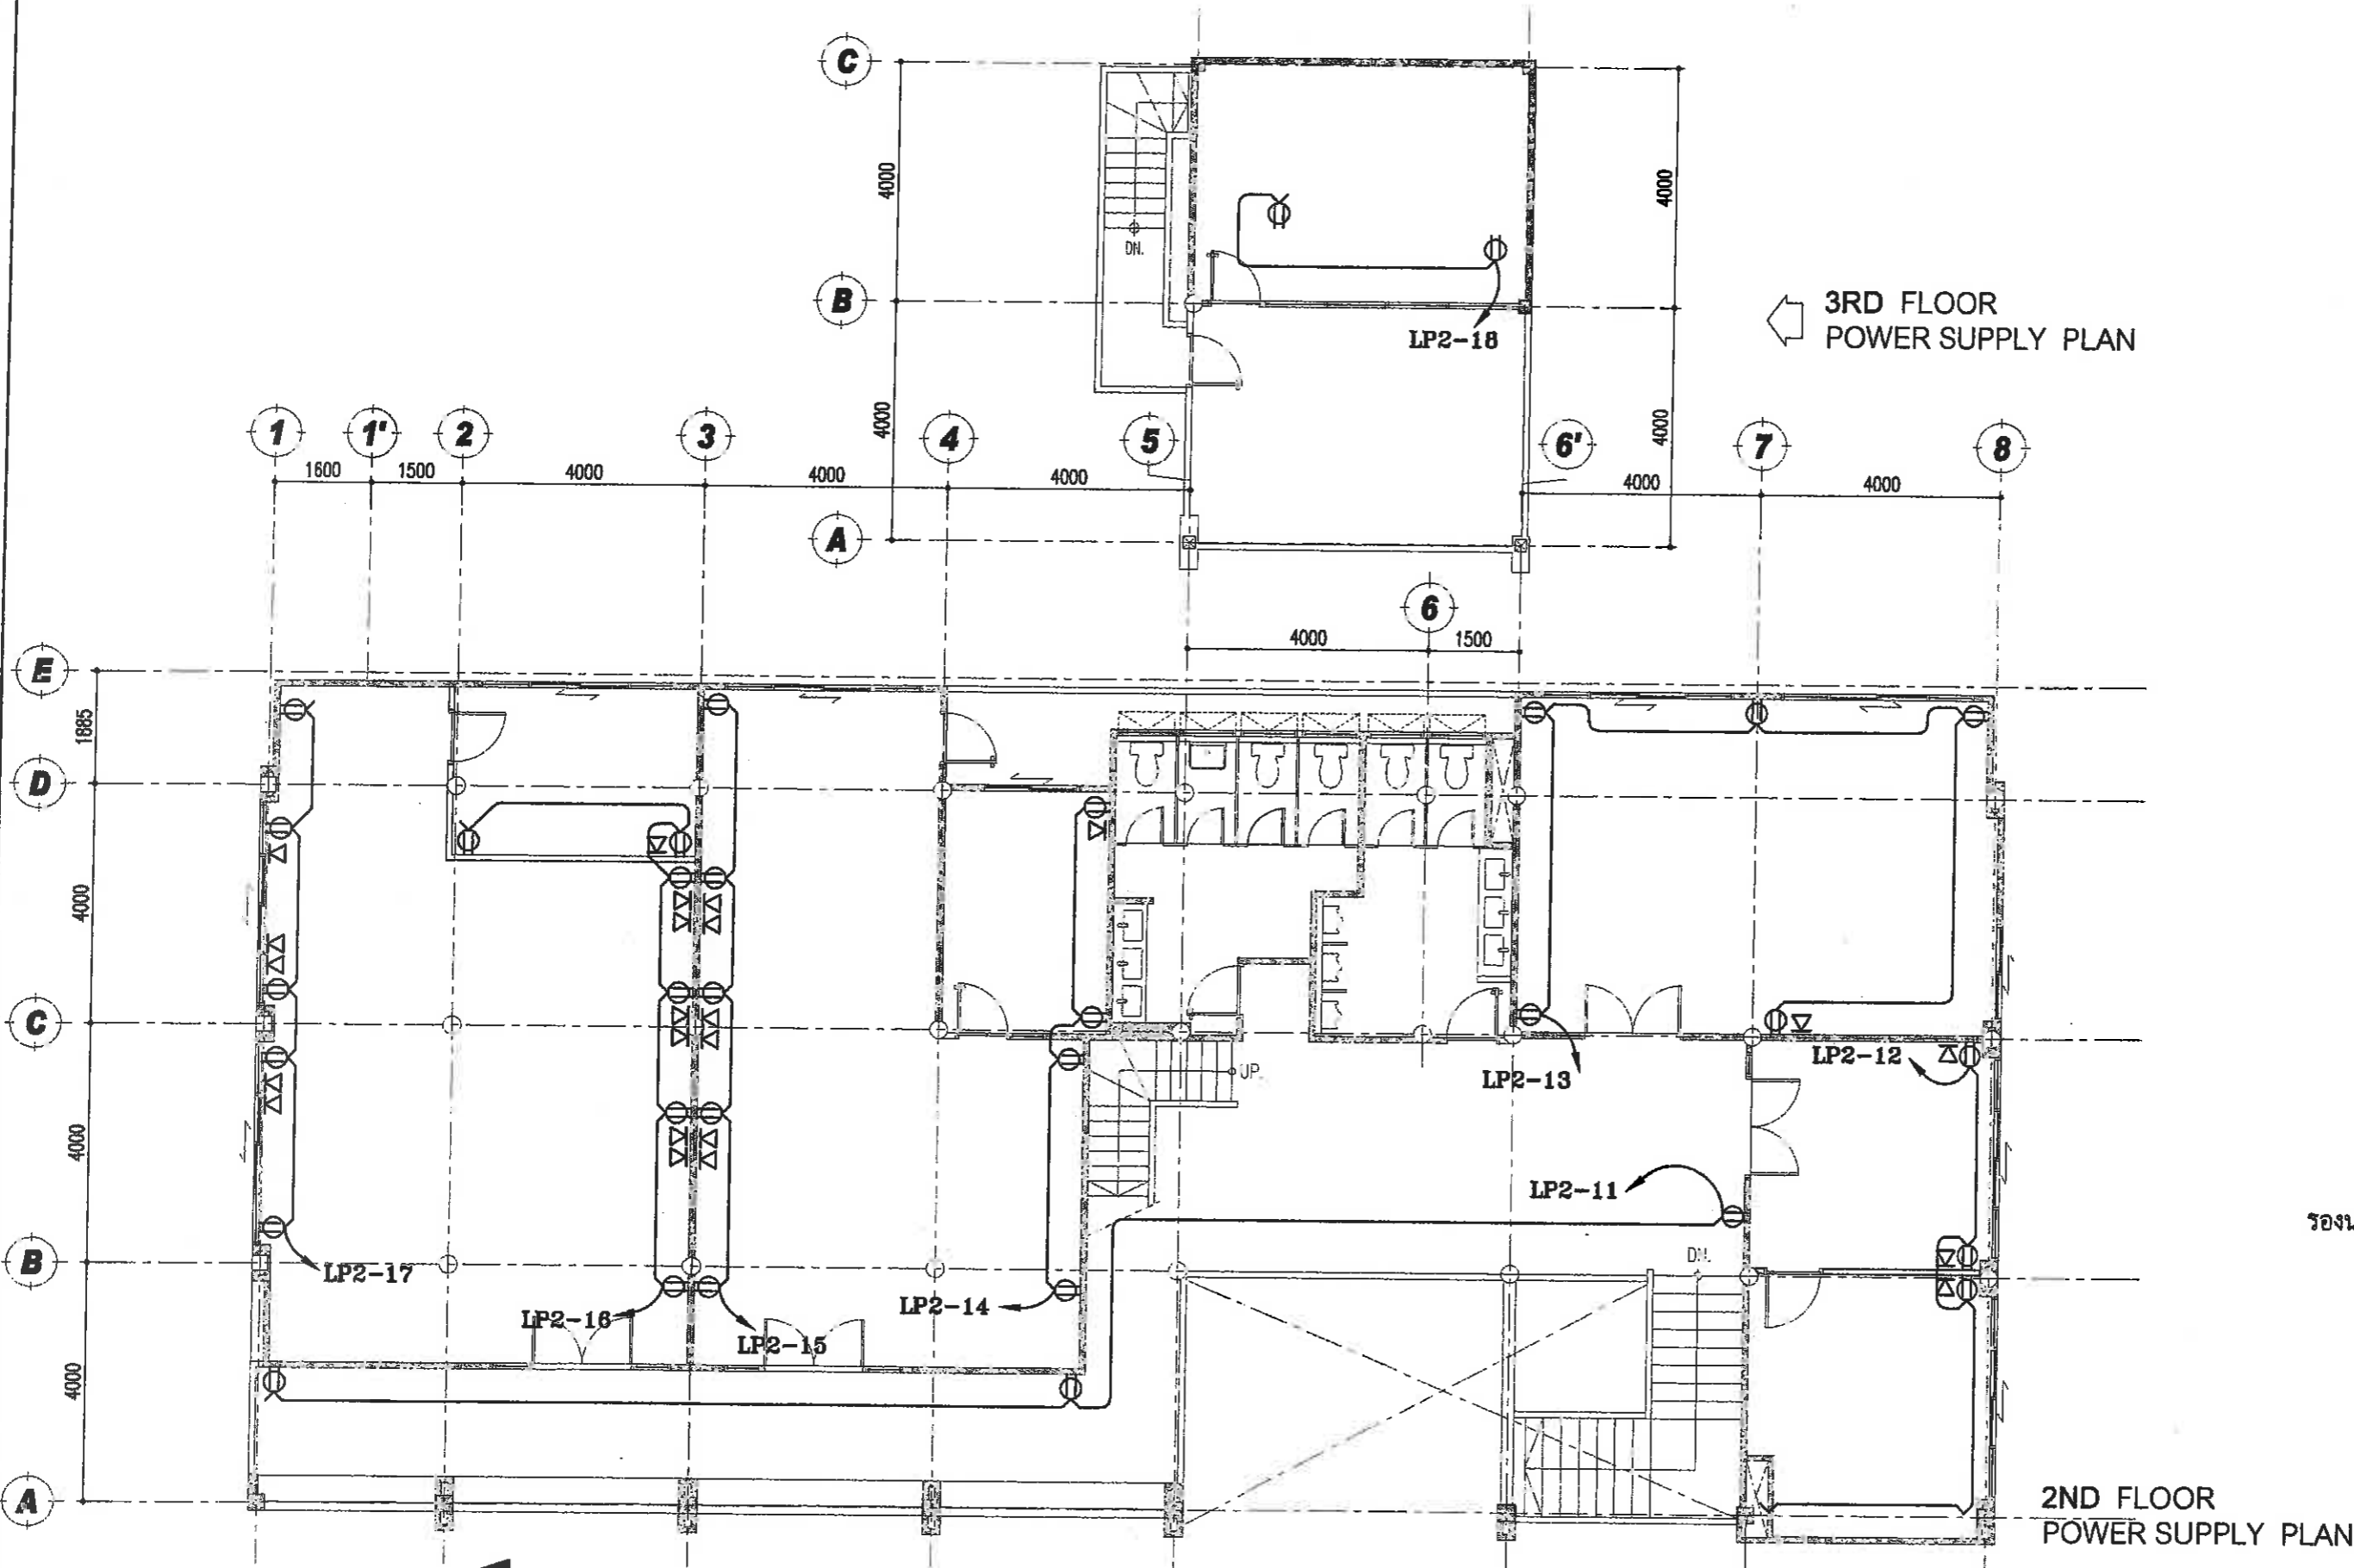 C
4000
4000
DN.
B
3RD FLOOR
POWER SUPPLY PLAN
LP2-18
4000
4000
1
1'
2
3
4
5
6'
7
8
1600
1500
4000
4000
4000
4000
4000
A
6
4000
1500
E
1885
D
4000
C
UP.
LP2-13
LP2-12
4000
LP2-11
B
DN.
LP2-17
LP2-16
LP2-15
LP2-14
4000
A
2ND FLOOR
POWER SUPPLY PLAN